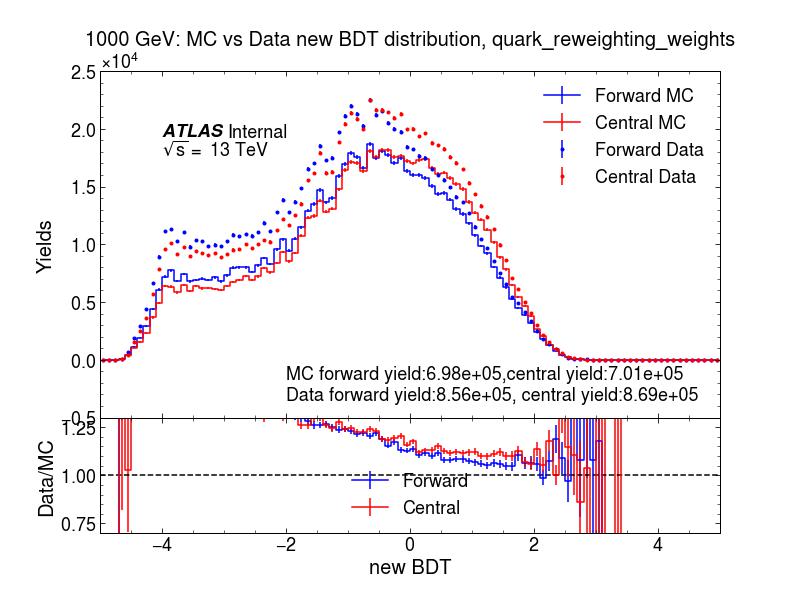 1000 GeV: MC vs Data new BDT distribution, quark_reweighting_weights
×10⁴
2.5
2.0
1.5
1.0
0.5
0.0
Yields
ATLAS Internal
√s = 13 TeV
Forward MC
Central MC
Forward Data
Central Data
MC forward yield:6.98e+05,central yield:7.01e+05
Data forward yield:8.56e+05, central yield:8.69e+05
1.25
1.00
0.75
Data/MC
Forward
Central
−4 −2 0 2 4
new BDT